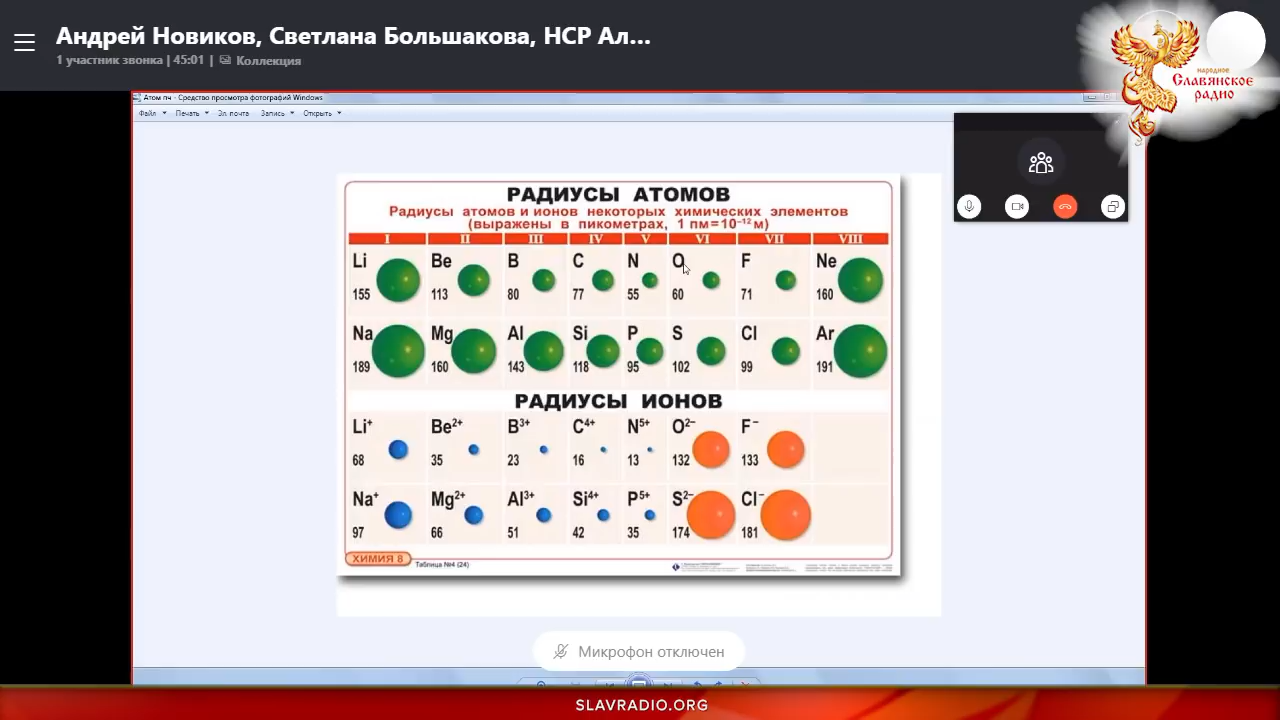 Андрей Новиков, Светлана Большакова, НСР Ал...
1 участник звонка | 45:01 | Коллекция
народное
Славянское
радио
Атом пч - Средство просмотра фотографий Windows
Файл Печать Эл. почта Запись Открыть
РАДИУСЫ АТОМОВ
Радиусы атомов и ионов некоторых химических элементов
(выражены в пикометрах, 1 пм=10⁻¹² м)
I II III IV V VI VII VIII
Li Be B C N O F Ne
155 113 80 77 55 60 71 160
Na Mg Al Si P S Cl Ar
189 160 143 118 95 102 99 191
РАДИУСЫ ИОНОВ
Li⁺ Be²⁺ B³⁺ C⁴⁺ N⁵⁺ O²⁻ F⁻
68 35 23 16 13 132 133
Na⁺ Mg²⁺ Al³⁺ Si⁴⁺ P⁵⁺ S²⁻ Cl⁻
97 66 51 42 35 174 181
ХИМИЯ 8
Таблица №4 (24)
Микрофон отключен
SLAVRADIO.ORG